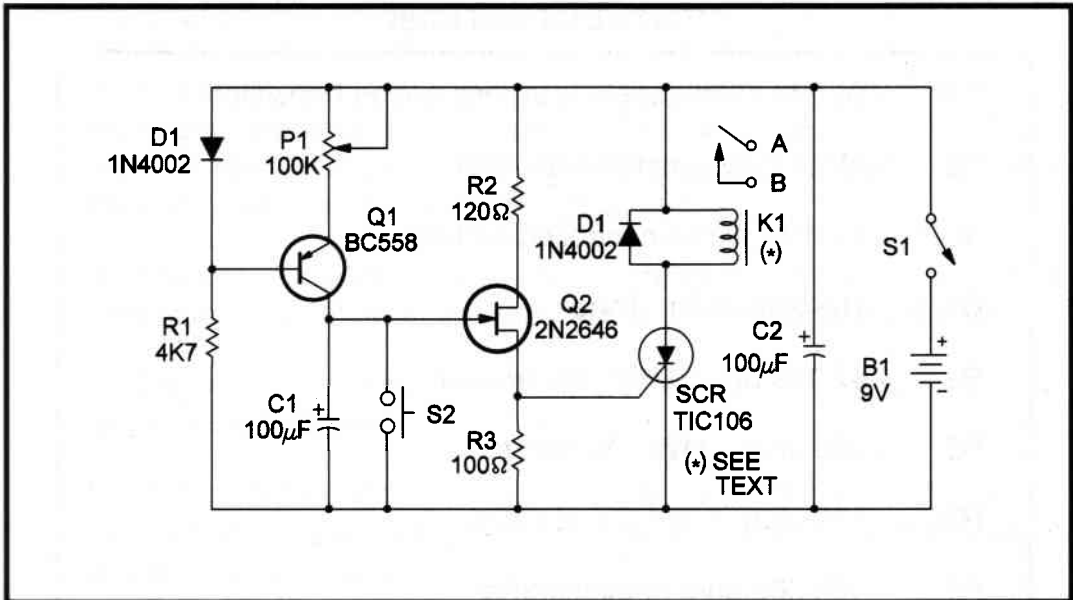 D1
1N4002
P1
100K
Q1
BC558
R1
4K7
C1
+
100µF
S2
R2
120Ω
Q2
2N2646
R3
100Ω
D1
1N4002
A
B
K1
(*)
SCR
TIC106
(*) SEE
TEXT
C2
+
100µF
S1
B1
9V
+
-